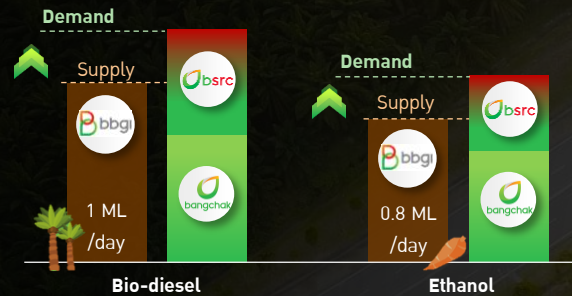 Demand
Supply
bsrc
bbgi
bangchak
1 ML
/day
Bio-diesel
Demand
Supply
bsrc
bbgi
bangchak
0.8 ML
/day
Ethanol